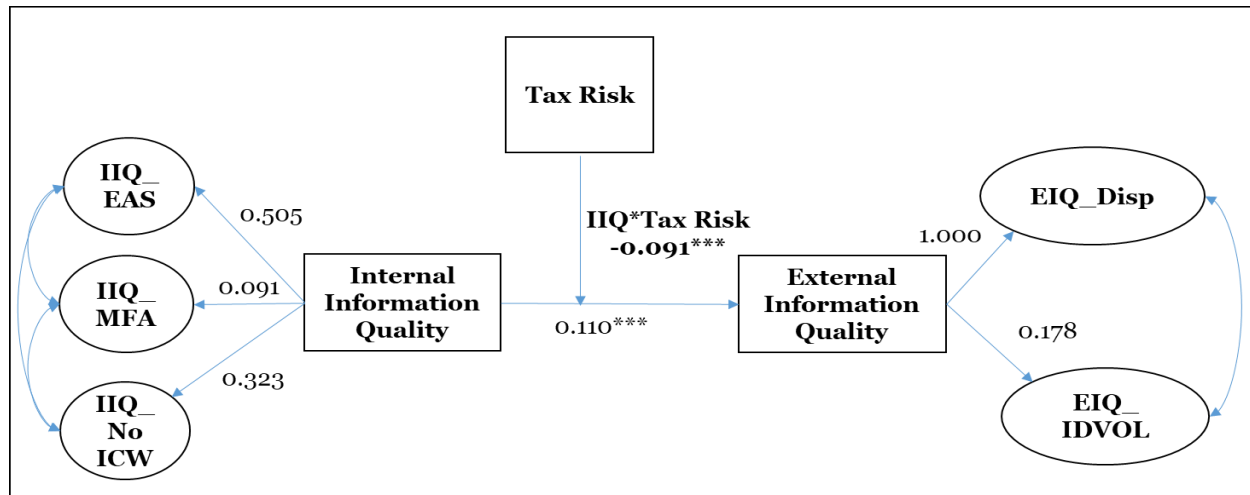 Tax Risk
IIQ_
EAS
0.505
IIQ_
MFA
0.091
IIQ_
No
ICW
0.323
Internal
Information
Quality
IIQ*Tax Risk
-0.091***
0.110***
External
Information
Quality
1.000
EIQ_Disp
0.178
EIQ_
IDVOL